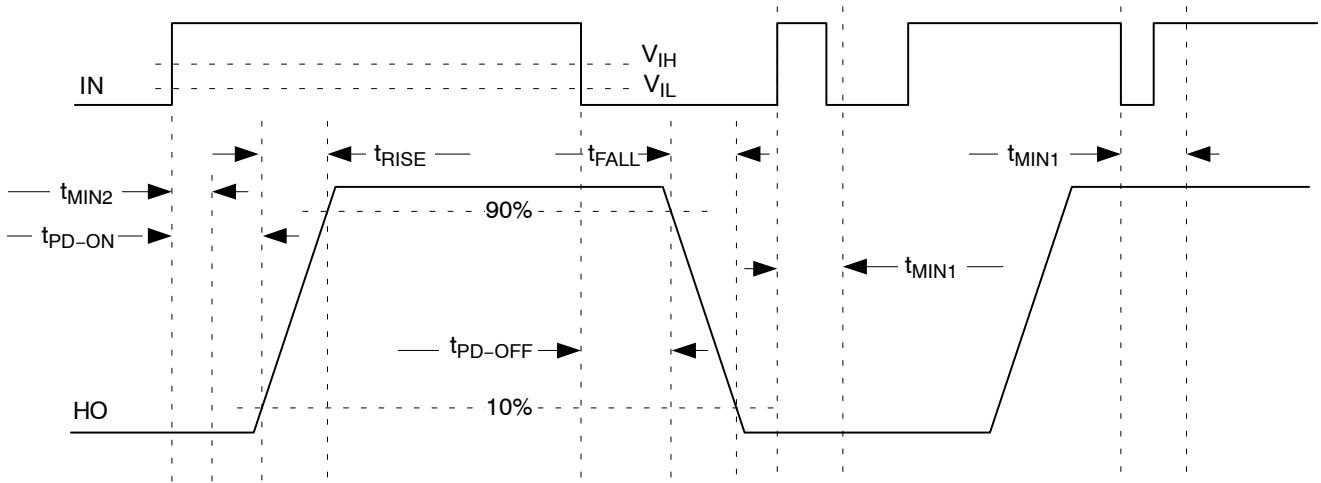 V_IH
IN
V_IL
t_RISE
t_FALL
t_MIN1
t_MIN2
90%
t_PD−ON
t_MIN1
t_PD−OFF
HO
10%